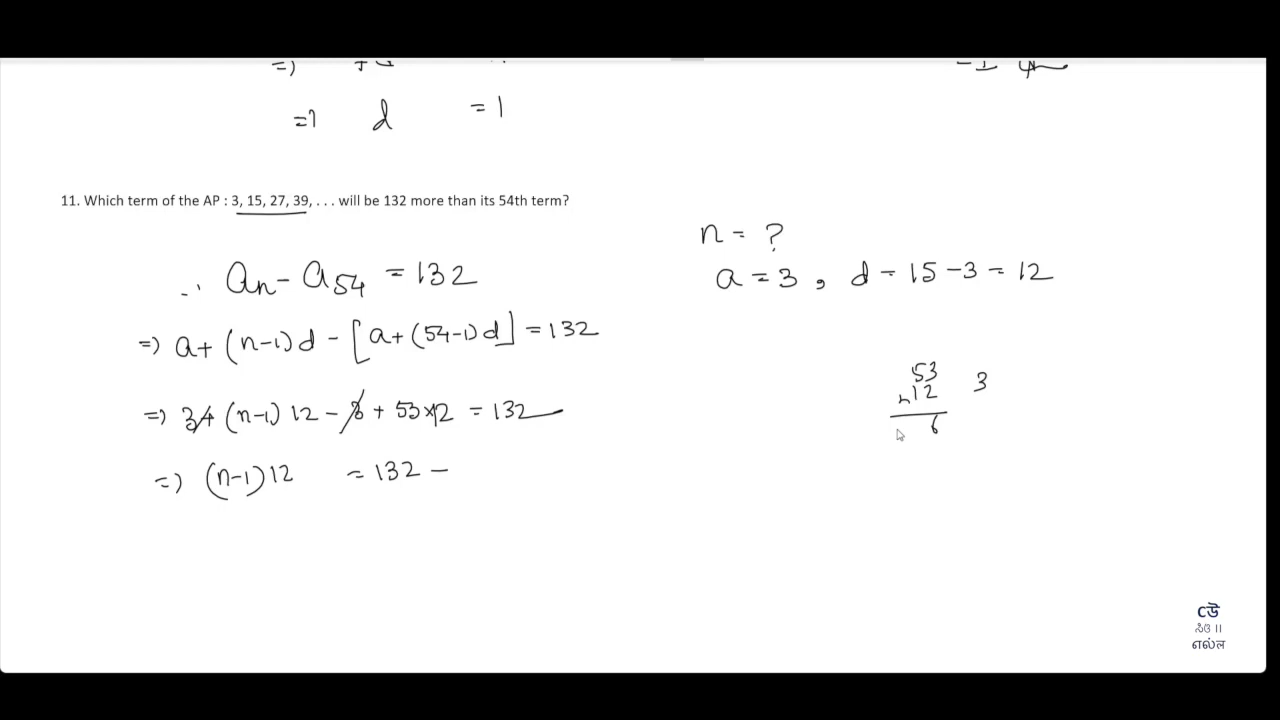 => d = 1
11. Which term of the AP : 3, 15, 27, 39, . . . will be 132 more than its 54th term?
n = ?
a = 3 , d = 15 - 3 = 12
∴ an - a54 = 132
=> a + (n-1)d - [a + (54-1)d] = 132
=> 3 + (n-1) 12 - 3 + 53×12 = 132
=> (n-1)12 = 132 -
53 3
12
6
Cউ
எல்ல